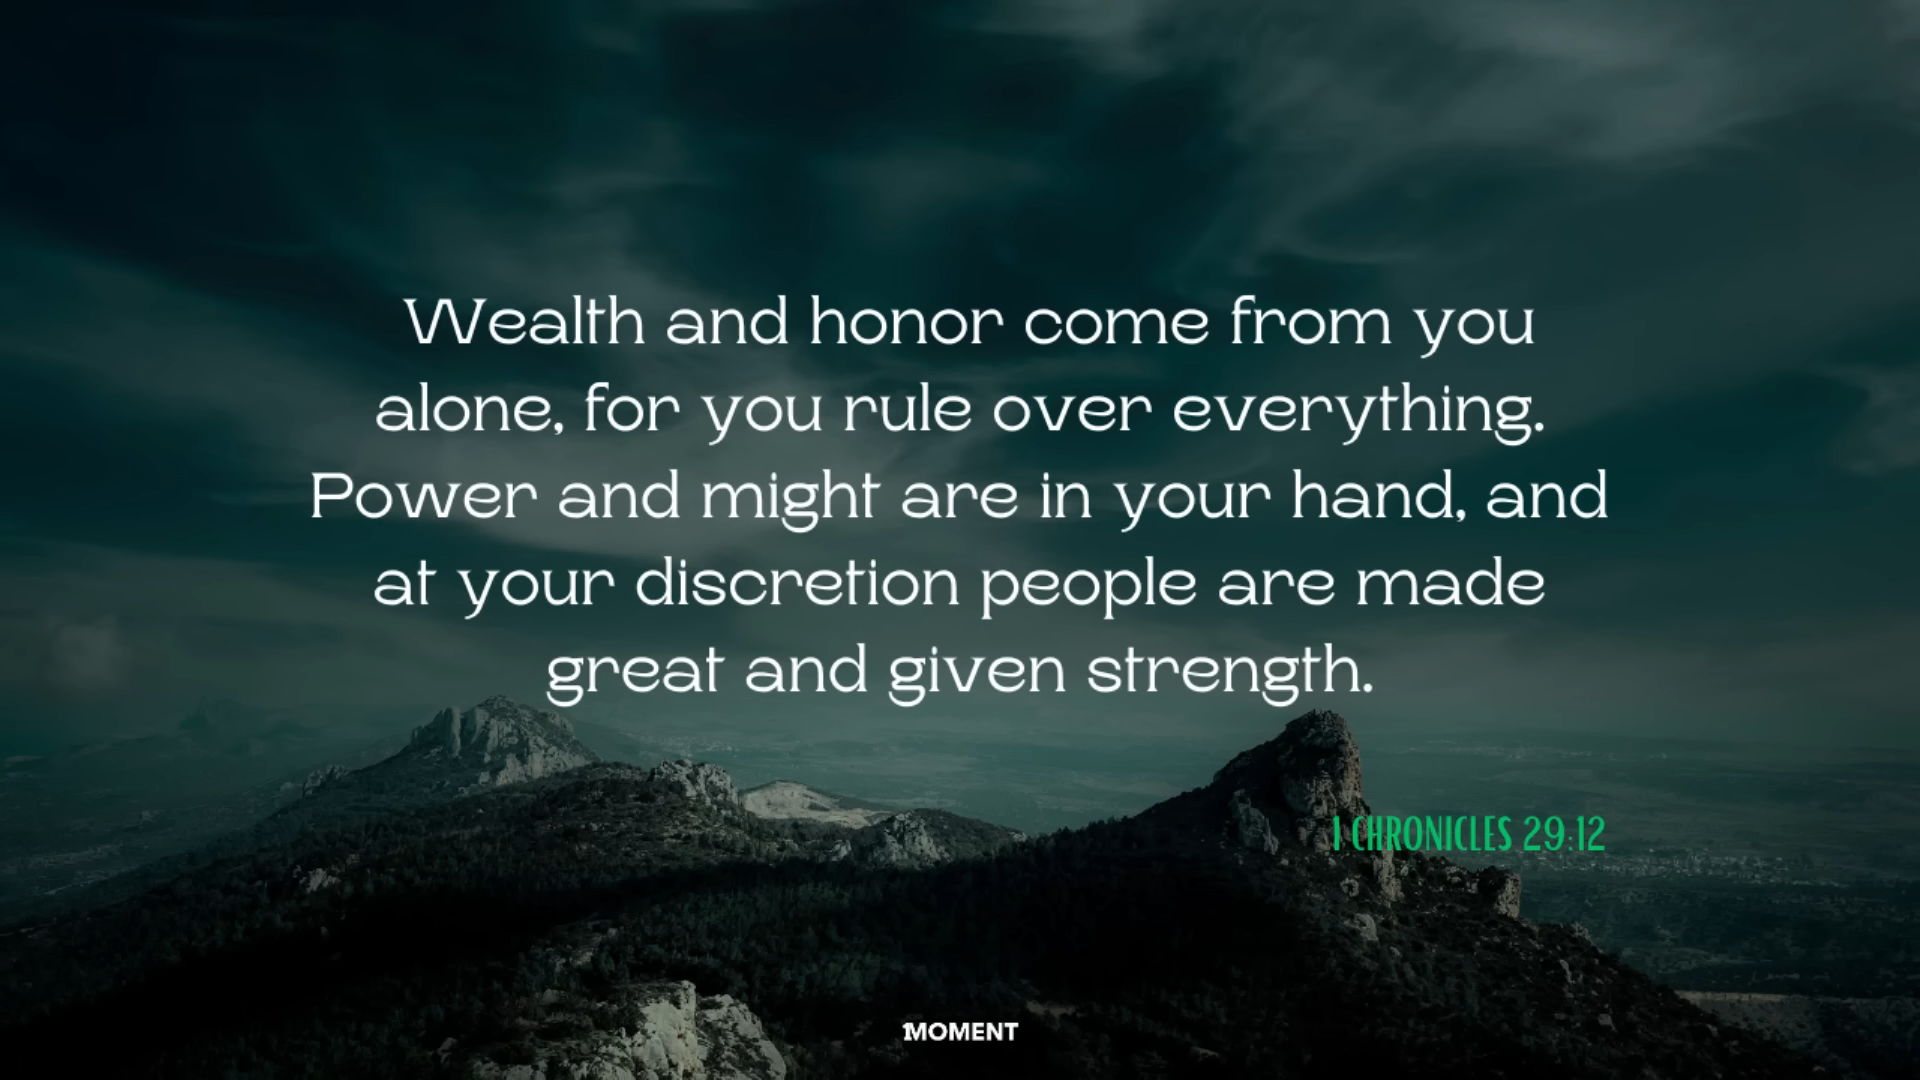 Wealth and honor come from you
alone, for you rule over everything.
Power and might are in your hand, and
at your discretion people are made
great and given strength.
1 CHRONICLES 29:12
1MOMENT